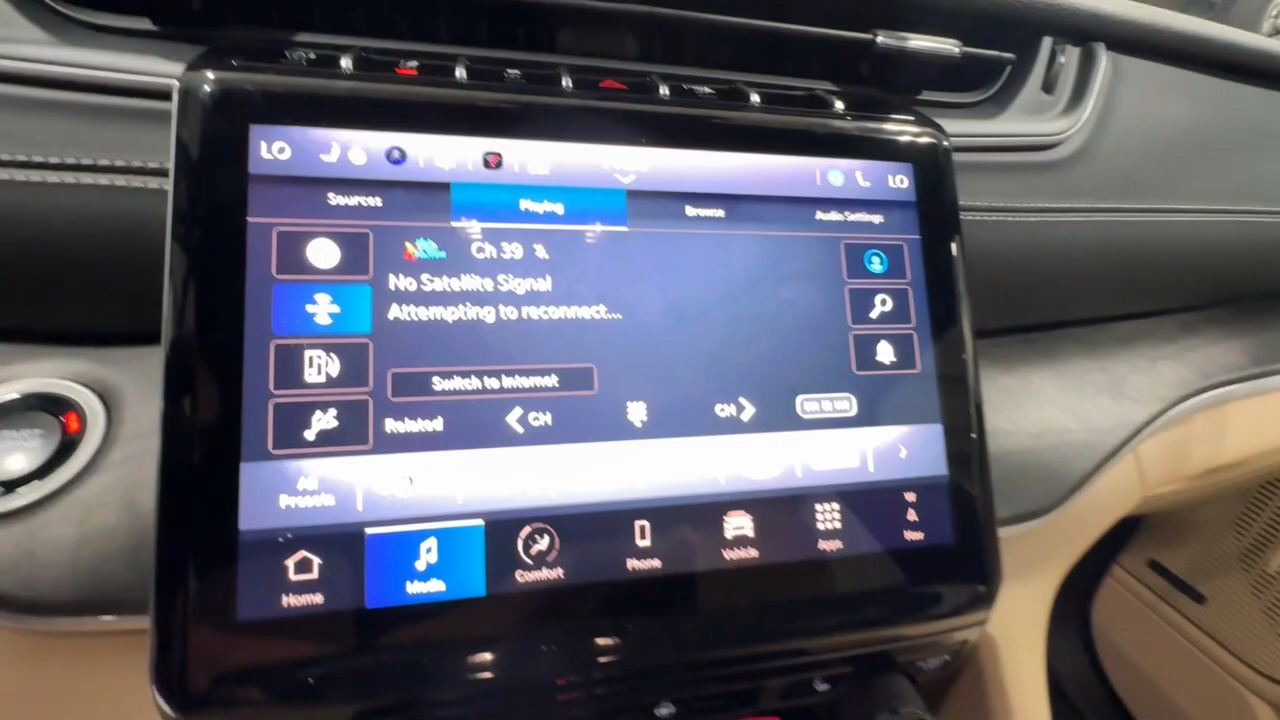 LO
LO
Sources
Playing
Browse
Audio Settings
Ch 39
No Satellite Signal
Attempting to reconnect...
Switch to Internet
Related
CH
CH
All
Presets
Home
Media
Comfort
Phone
Vehicle
Apps
Nav